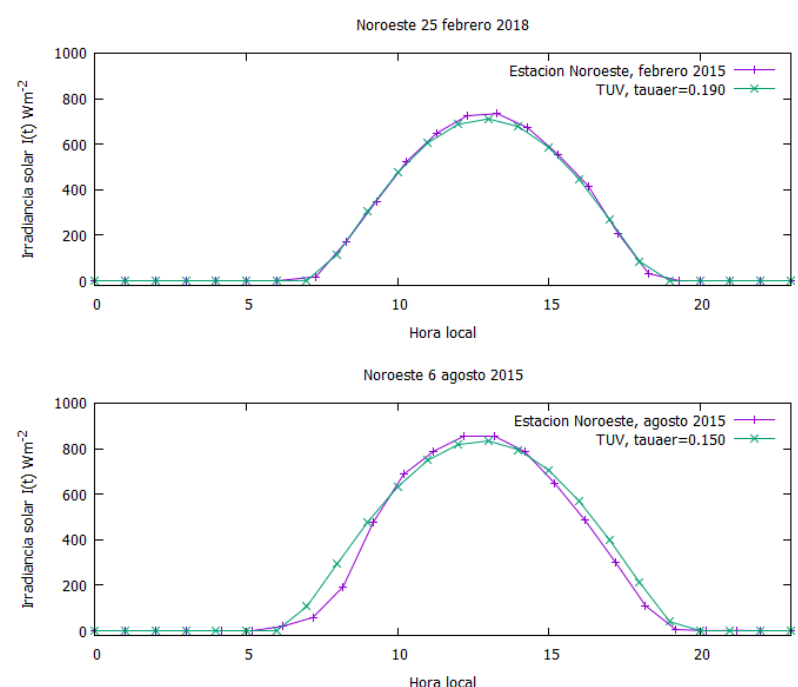 Noroeste 25 febrero 2018
1000
800
600
400
200
0
Irradiancia solar I(t) Wm-2
Estacion Noroeste, febrero 2015
TUV, tauaer=0.190
0 5 10 15 20
Hora local
Noroeste 6 agosto 2015
1000
800
600
400
200
0
Irradiancia solar I(t) Wm-2
Estacion Noroeste, agosto 2015
TUV, tauaer=0.150
0 5 10 15 20
Hora local